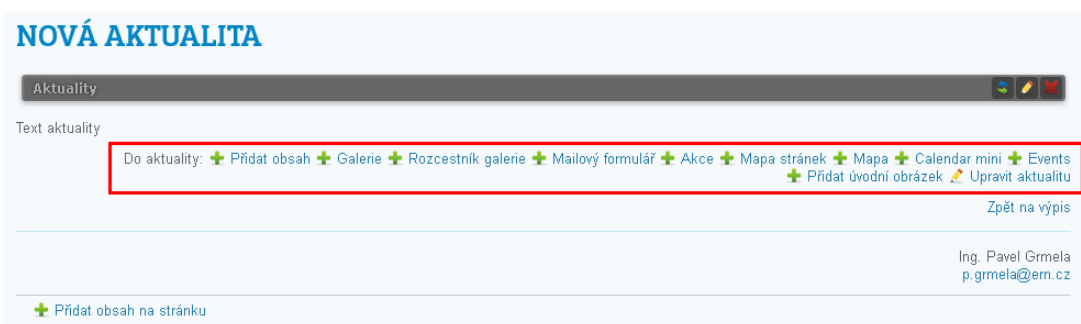 NOVÁ AKTUALITA
Aktuality
Text aktuality
Do aktuality: Přidat obsah Galerie Rozcestník galerie Mailový formulář Akce Mapa stránek Mapa Calendar mini Events
Přidat úvodní obrázek Upravit aktualitu
Zpět na výpis
Ing. Pavel Grmela
p.grmela@ern.cz
Přidat obsah na stránku